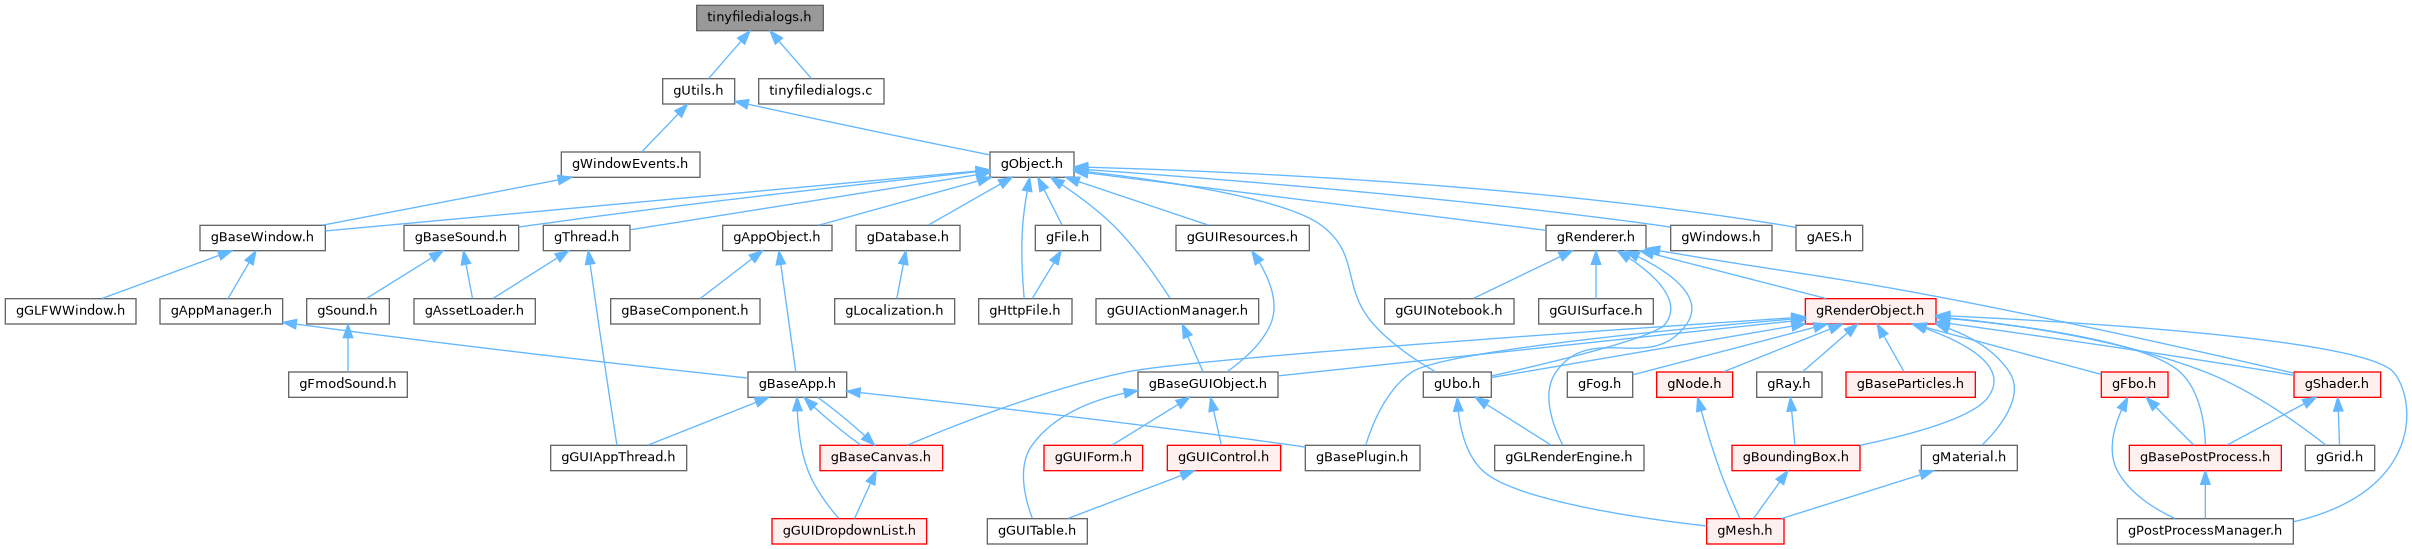 tinyfiledialogs.h
gUtils.h
tinyfiledialogs.c
gWindowEvents.h
gObject.h
gBaseWindow.h
gBaseSound.h
gThread.h
gAppObject.h
gDatabase.h
gFile.h
gGUIResources.h
gRenderer.h
gWindows.h
gAES.h
gGLFWWindow.h
gAppManager.h
gSound.h
gAssetLoader.h
gBaseComponent.h
gLocalization.h
gHttpFile.h
gGUIActionManager.h
gGUINotebook.h
gGUISurface.h
gRenderObject.h
gFmodSound.h
gBaseApp.h
gBaseGUIObject.h
gUbo.h
gFog.h
gNode.h
gRay.h
gBaseParticles.h
gFbo.h
gShader.h
gGUIAppThread.h
gBaseCanvas.h
gGUIForm.h
gGUIControl.h
gBasePlugin.h
gGLRenderEngine.h
gBoundingBox.h
gMaterial.h
gBasePostProcess.h
gGrid.h
gGUIDropdownList.h
gGUITable.h
gMesh.h
gPostProcessManager.h